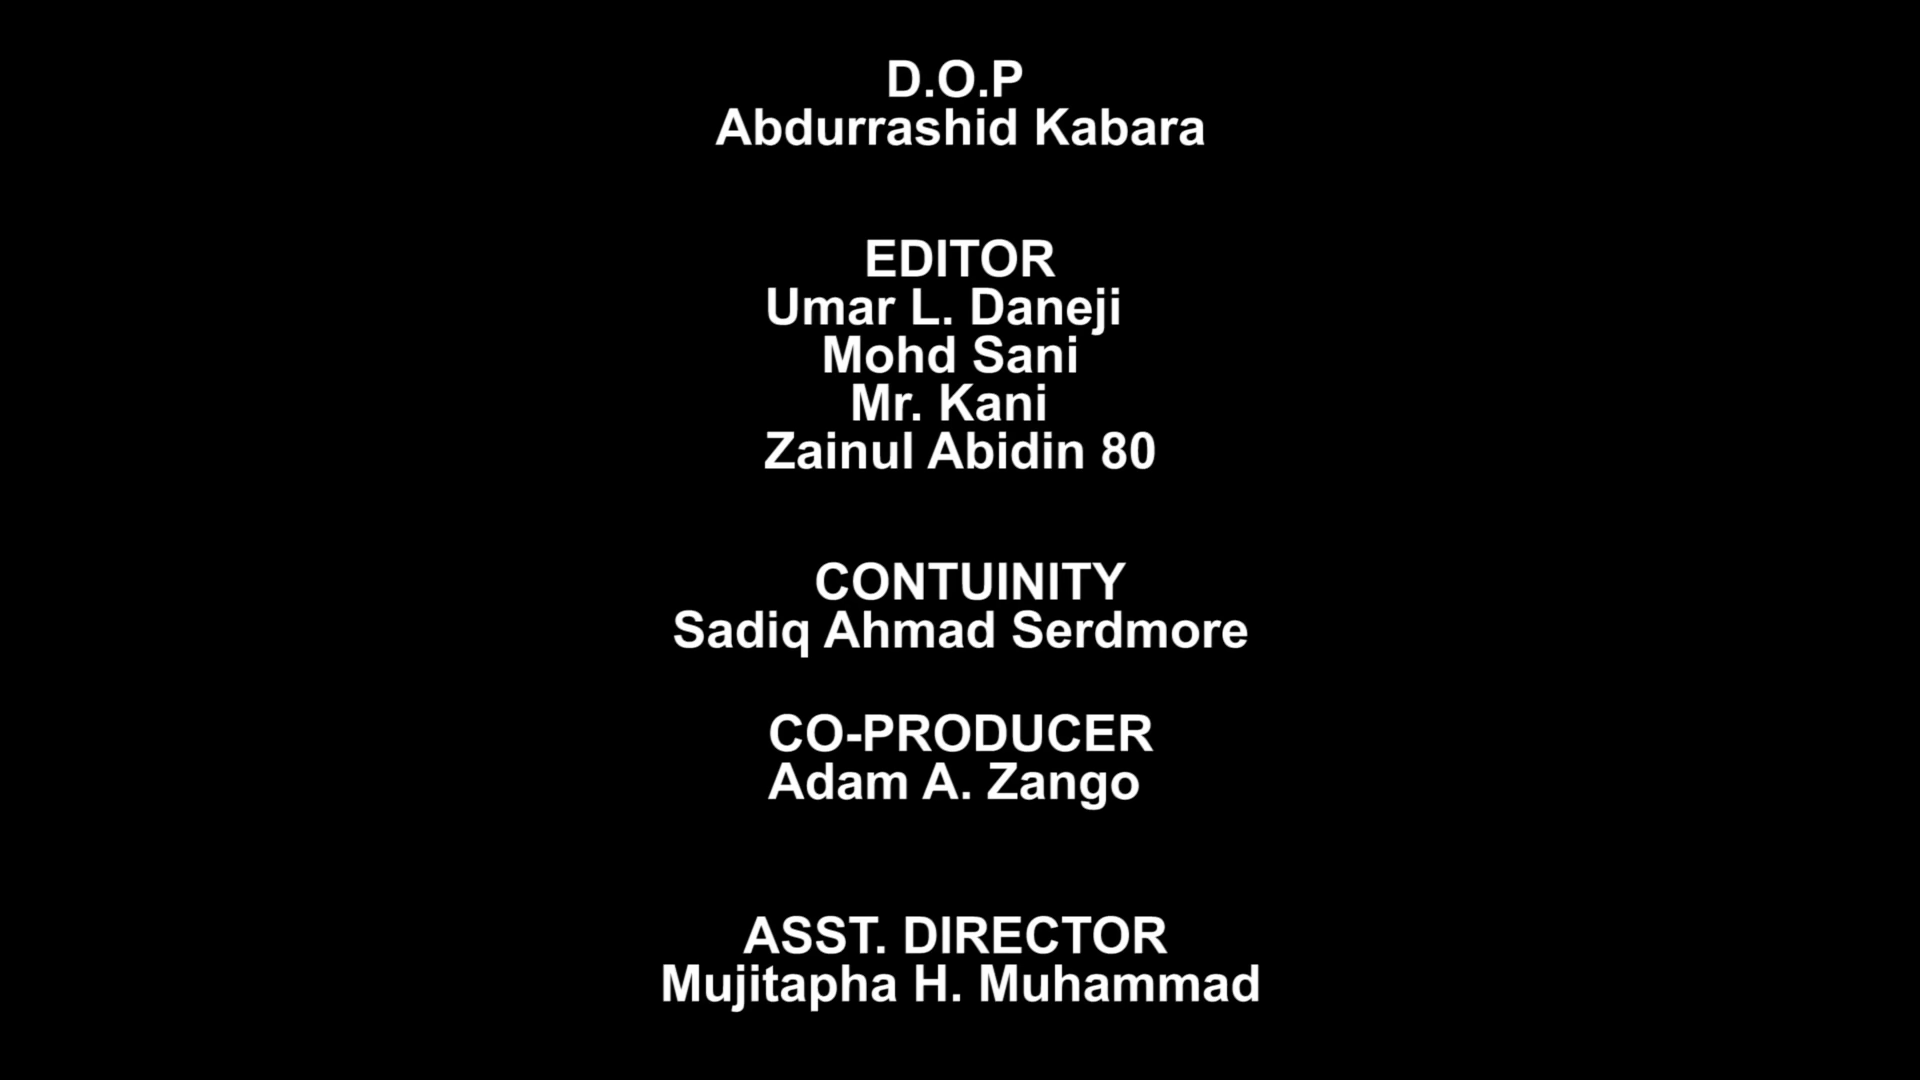 D.O.P
Abdurrashid Kabara
EDITOR
Umar L. Daneji
Mohd Sani
Mr. Kani
Zainul Abidin 80
CONTUINITY
Sadiq Ahmad Serdmore
CO-PRODUCER
Adam A. Zango
ASST. DIRECTOR
Mujitapha H. Muhammad